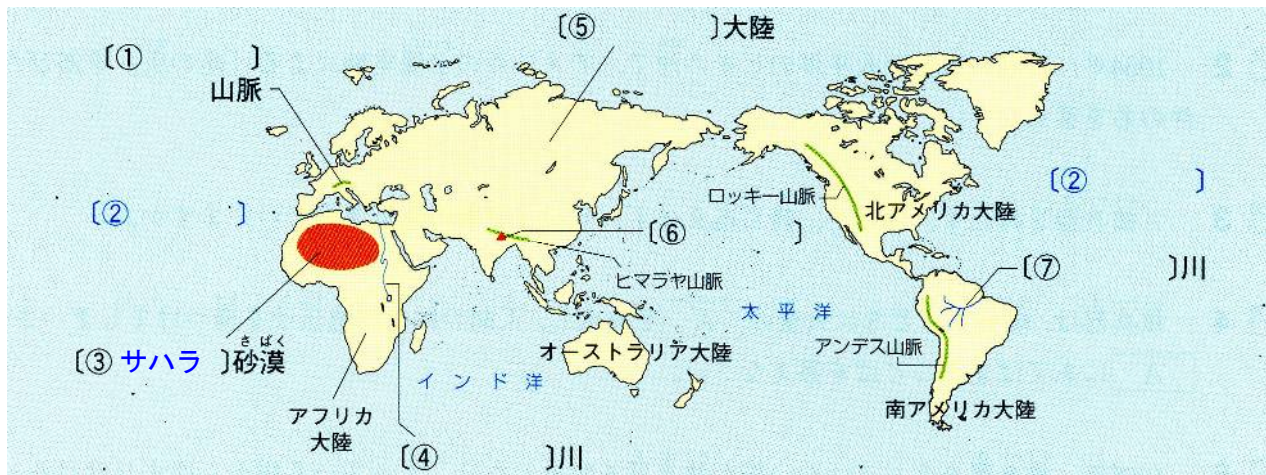 〔⑤　　　　〕大陸
〔①　　　　〕
山脈
〔②　　　　〕
ロッキー山脈
北アメリカ大陸
〔②　　　　〕
〔⑥　　　　〕
ヒマラヤ山脈
〔⑦　　　　〕川
太平洋
さばく
〔③ サハラ 〕砂漠
オーストラリア大陸
アンデス山脈
インド洋
アフリカ
大陸
南アメリカ大陸
〔④　　　　〕川